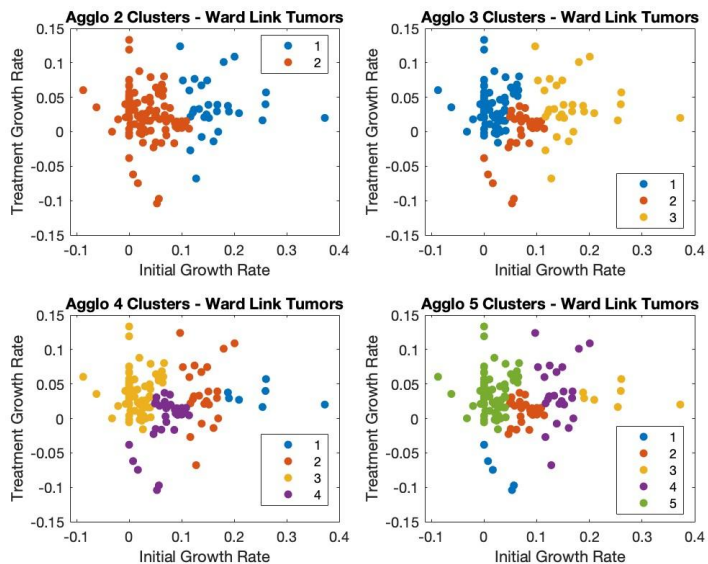 Agglo 2 Clusters - Ward Link Tumors
0.15
0.1
0.05
0
-0.05
-0.1
-0.15
Treatment Growth Rate
1
2
-0.1 0 0.1 0.2 0.3 0.4
Initial Growth Rate
Agglo 3 Clusters - Ward Link Tumors
0.15
0.1
0.05
0
-0.05
-0.1
-0.15
Treatment Growth Rate
1
2
3
-0.1 0 0.1 0.2 0.3 0.4
Initial Growth Rate
Agglo 4 Clusters - Ward Link Tumors
0.15
0.1
0.05
0
-0.05
-0.1
-0.15
Treatment Growth Rate
1
2
3
4
-0.1 0 0.1 0.2 0.3 0.4
Initial Growth Rate
Agglo 5 Clusters - Ward Link Tumors
0.15
0.1
0.05
0
-0.05
-0.1
-0.15
Treatment Growth Rate
1
2
3
4
5
-0.1 0 0.1 0.2 0.3 0.4
Initial Growth Rate